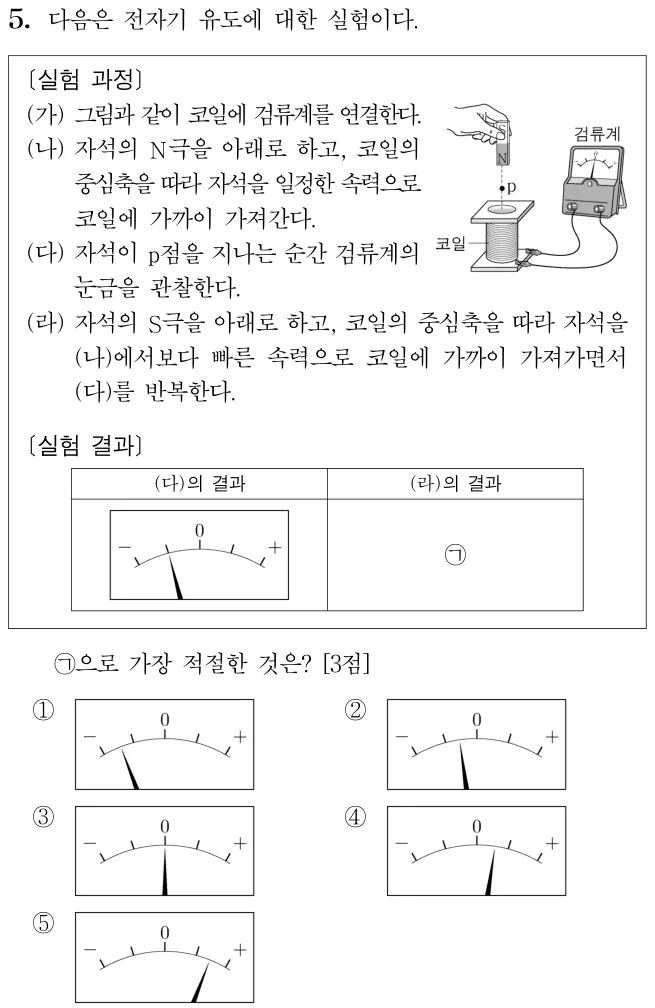 5. 다음은 전자기 유도에 대한 실험이다.
〔실험 과정〕
(가) 그림과 같이 코일에 검류계를 연결한다.
(나) 자석의 N극을 아래로 하고, 코일의
중심축을 따라 자석을 일정한 속력으로
코일에 가까이 가져간다.
(다) 자석이 p점을 지나는 순간 검류계의
눈금을 관찰한다.
S
N
p
코일
검류계
0
(라) 자석의 S극을 아래로 하고, 코일의 중심축을 따라 자석을
(나)에서보다 빠른 속력으로 코일에 가까이 가져가면서
(다)를 반복한다.
〔실험 결과〕
(다)의 결과 (라)의 결과
− 0 +
㉠
㉠으로 가장 적절한 것은? [3점]
① − 0 + ② − 0 +
③ − 0 + ④ − 0 +
⑤ − 0 +